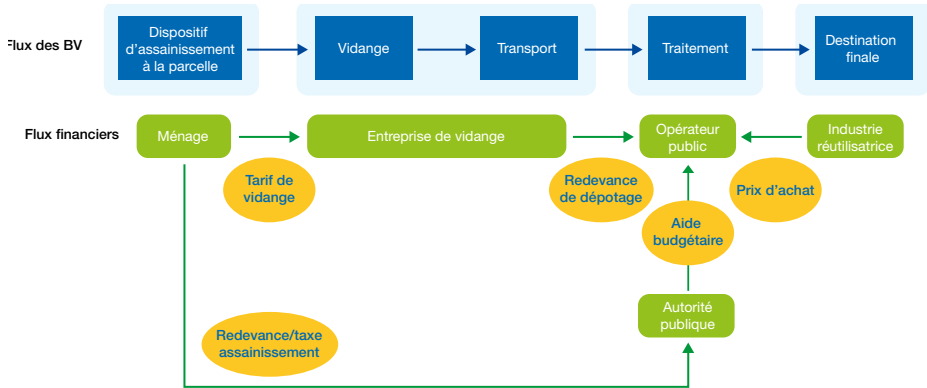 Flux des BV
Dispositif
d'assainissement
à la parcelle
Vidange
Transport
Traitement
Destination
finale
Flux financiers
Ménage
Entreprise de vidange
Opérateur
public
Industrie
réutilisatrice
Tarif de
vidange
Redevance
de dépotage
Prix d'achat
Aide
budgétaire
Autorité
publique
Redevance/taxe
assainissement